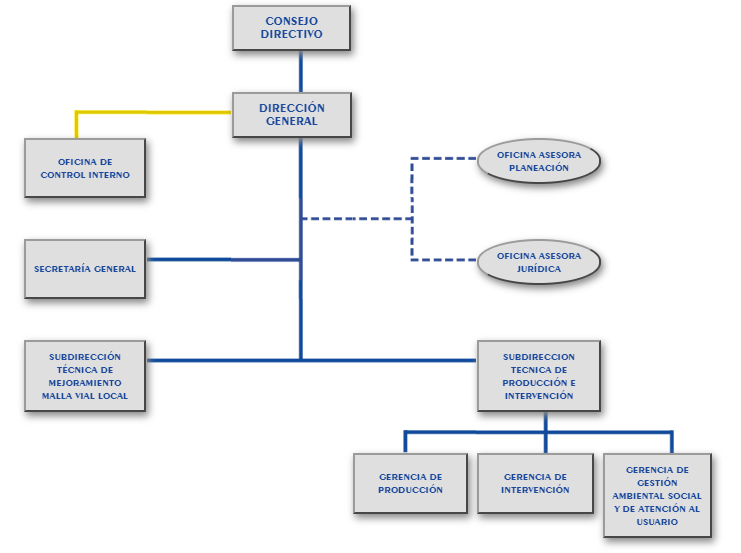 CONSEJO
DIRECTIVO
DIRECCIÓN
GENERAL
OFICINA DE
CONTROL INTERNO
OFICINA ASESORA
PLANEACIÓN
SECRETARÍA GENERAL
OFICINA ASESORA
JURÍDICA
SUBDIRECCIÓN
TÉCNICA DE
MEJORAMIENTO
MALLA VIAL LOCAL
SUBDIRECCION
TECNICA DE
PRODUCCIÓN E
INTERVENCIÓN
GERENCIA DE
PRODUCCIÓN
GERENCIA DE
INTERVENCIÓN
GERENCIA DE
GESTIÓN
AMBIENTAL SOCIAL
Y DE ATENCIÓN AL
USUARIO